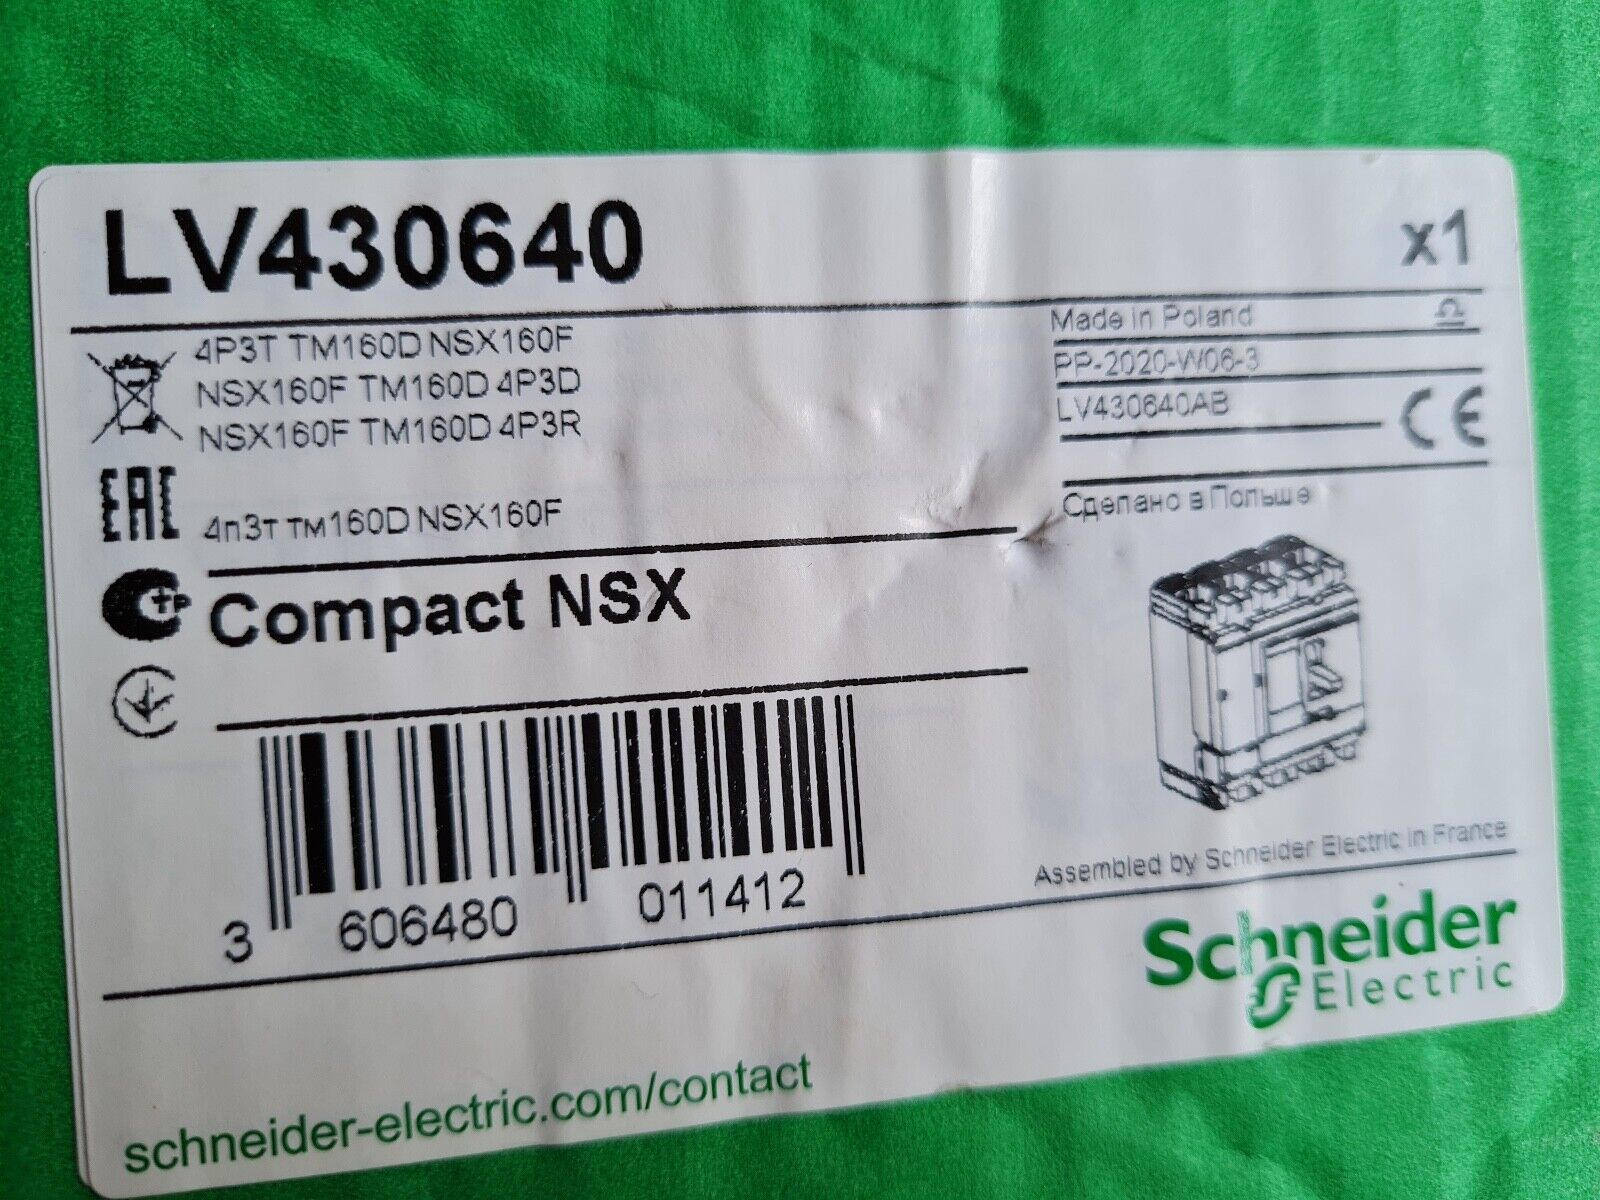 LV430640
x1
4P3T TM160D NSX160F
NSX160F TM160D 4P3D
NSX160F TM160D 4P3R
4п3т тм160D NSX160F
Compact NSX
Made in Poland
PP-2020-W06-3
LV430640AB
CE
Сделано в Польше
EAC
3 606480 011412
Assembled by Schneider Electric in France
Schneider
Electric
schneider-electric.com/contact